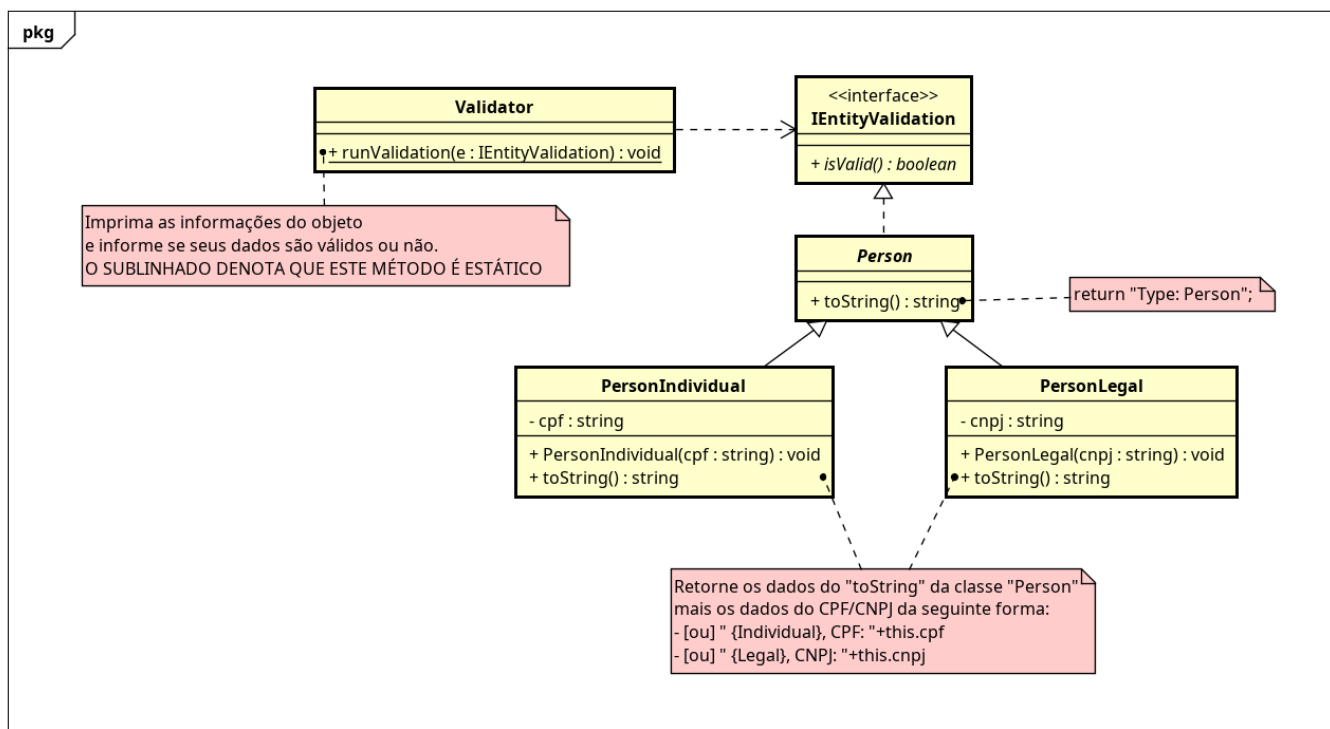 pkg
Validator
+ runValidation(e : IEntityValidation) : void
<<interface>>
IEntityValidation
+ isValid() : boolean
Imprima as informações do objeto
e informe se seus dados são válidos ou não.
O SUBLINHADO DENOTA QUE ESTE MÉTODO É ESTÁTICO
Person
+ toString() : string
return "Type: Person";
PersonIndividual
- cpf : string
+ PersonIndividual(cpf : string) : void
+ toString() : string
PersonLegal
- cnpj : string
+ PersonLegal(cnpj : string) : void
+ toString() : string
Retorne os dados do "toString" da classe "Person"
mais os dados do CPF/CNPJ da seguinte forma:
- [ou] " {Individual}, CPF: "+this.cpf
- [ou] " {Legal}, CNPJ: "+this.cnpj